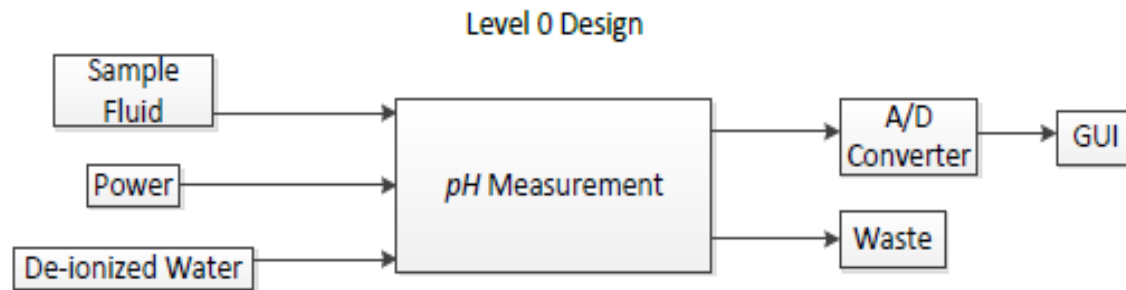 Level 0 Design
Sample
Fluid
Power
De-ionized Water
pH Measurement
A/D
Converter
GUI
Waste